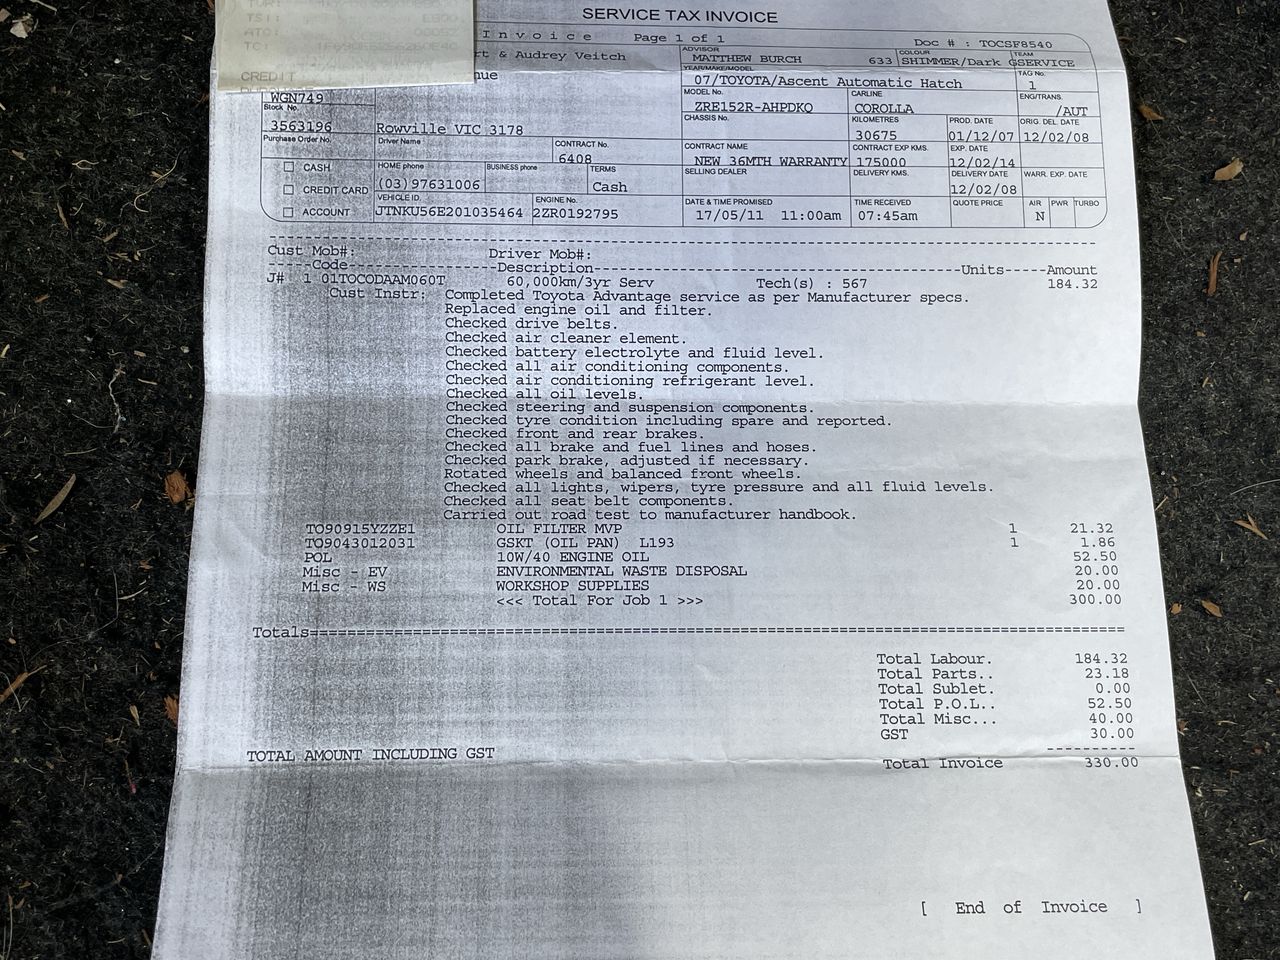 SERVICE TAX INVOICE
Invoice Page 1 of 1 Doc # : TOCSF8540
TSI: E800
ATC:
TC:
CREDIT
rt & Audrey Veitch
nue
ADVISOR
MATTHEW BURCH 633
COLOUR
SHIMMER/Dark G
TEAM
SERVICE
YEAR/MAKE/MODEL
07/TOYOTA/Ascent Automatic Hatch
TAG No.
1
WGN749
MODEL No.
ZRE152R-AHPDKQ
CARLINE
COROLLA
ENG/TRANS.
/AUT
Stock No.
3563196
Rowville VIC 3178
CHASSIS No.
KILOMETRES
30675
PROD. DATE
01/12/07
ORIG. DEL. DATE
12/02/08
Purchase Order No.
Driver Name
CONTRACT No.
6408
CONTRACT NAME
NEW 36MTH WARRANTY
CONTRACT EXP KMS.
175000
EXP. DATE
12/02/14
CASH
CREDIT CARD
ACCOUNT
HOME phone
(03)97631006
BUSINESS phone
TERMS
Cash
SELLING DEALER
DELIVERY KMS.
DELIVERY DATE
12/02/08
WARR. EXP. DATE
VEHICLE ID.
JTNKU56E201035464
ENGINE No.
2ZR0192795
DATE & TIME PROMISED
17/05/11 11:00am
TIME RECEIVED
07:45am
QUOTE PRICE
AIR
N
PWR
TURBO
Cust Mob#: Driver Mob#:
-----Code------------------Description--------------------------------------------Units-----Amount
J# 1 01TOCODAAM060T 60,000km/3yr Serv Tech(s) : 567 184.32
Cust Instr: Completed Toyota Advantage service as per Manufacturer specs.
Replaced engine oil and filter.
Checked drive belts.
Checked air cleaner element.
Checked battery electrolyte and fluid level.
Checked all air conditioning components.
Checked air conditioning refrigerant level.
Checked all oil levels.
Checked steering and suspension components.
Checked tyre condition including spare and reported.
Checked front and rear brakes.
Checked all brake and fuel lines and hoses.
Checked park brake, adjusted if necessary.
Rotated wheels and balanced front wheels.
Checked all lights, wipers, tyre pressure and all fluid levels.
Checked all seat belt components.
Carried out road test to manufacturer handbook.
TO90915YZZE1 OIL FILTER MVP 1 21.32
TO9043012031 GSKT (OIL PAN) L193 1 1.86
POL 10W/40 ENGINE OIL 52.50
Misc - EV ENVIRONMENTAL WASTE DISPOSAL 20.00
Misc - WS WORKSHOP SUPPLIES 20.00
<<< Total For Job 1 >>> 300.00
Totals==========================================================================
Total Labour. 184.32
Total Parts.. 23.18
Total Sublet. 0.00
Total P.O.L.. 52.50
Total Misc... 40.00
GST 30.00
TOTAL AMOUNT INCLUDING GST
Total Invoice 330.00
[ End of Invoice ]